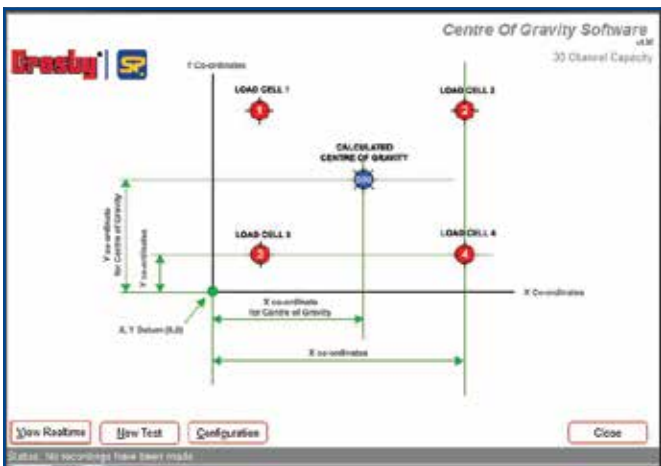 Centre Of Gravity Software
Crosby
SP
30 Channel Capacity
Y Co-ordinates
LOAD CELL 1
LOAD CELL 2
1
2
CALCULATED
CENTRE OF GRAVITY
COG
Y co-ordinate
for Centre of Gravity
Y co-ordinates
LOAD CELL 3
LOAD CELL 4
3
4
X Co-ordinates
X co-ordinate
for Centre of Gravity
X, Y Datum (0,0)
X co-ordinates
View Realtime
New Test
Configuration
Close
Status: No recordings have been made